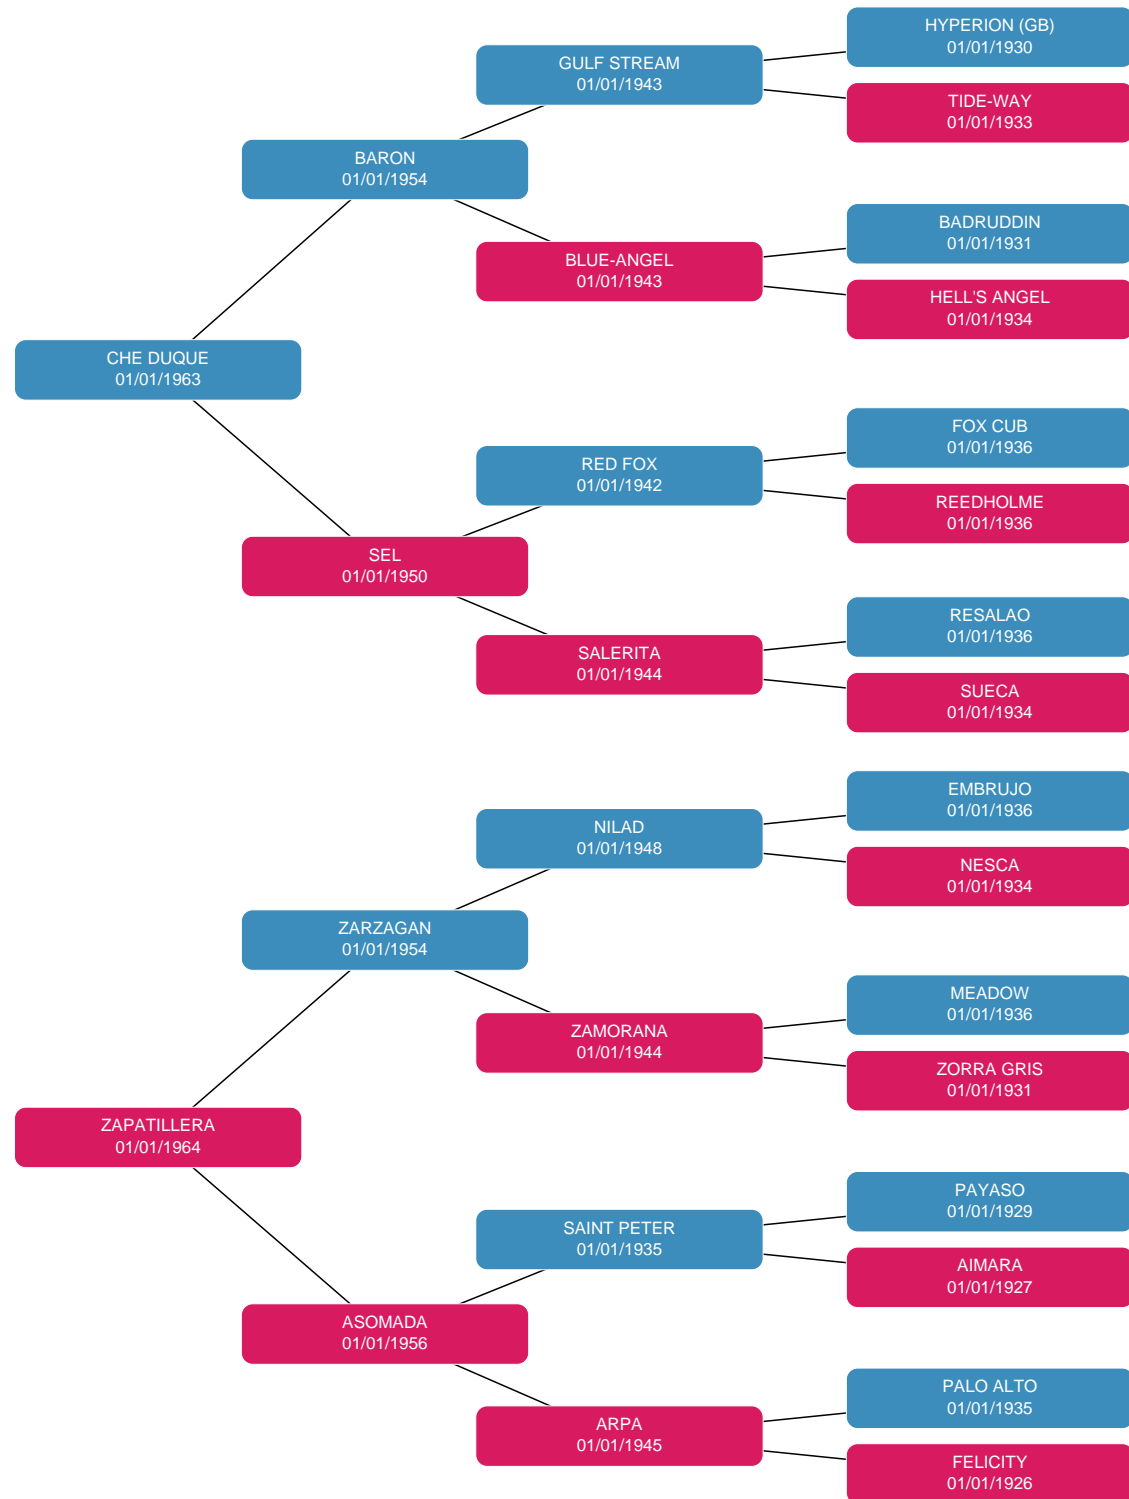 HYPERION (GB)
01/01/1930
GULF STREAM
01/01/1943
TIDE-WAY
01/01/1933
BARON
01/01/1954
BADRUDDIN
01/01/1931
BLUE-ANGEL
01/01/1943
HELL'S ANGEL
01/01/1934
CHE DUQUE
01/01/1963
FOX CUB
01/01/1936
RED FOX
01/01/1942
REEDHOLME
01/01/1936
SEL
01/01/1950
RESALAO
01/01/1936
SALERITA
01/01/1944
SUECA
01/01/1934
EMBRUJO
01/01/1936
NILAD
01/01/1948
NESCA
01/01/1934
ZARZAGAN
01/01/1954
MEADOW
01/01/1936
ZAMORANA
01/01/1944
ZORRA GRIS
01/01/1931
ZAPATILLERA
01/01/1964
PAYASO
01/01/1929
SAINT PETER
01/01/1935
AIMARA
01/01/1927
ASOMADA
01/01/1956
PALO ALTO
01/01/1935
ARPA
01/01/1945
FELICITY
01/01/1926